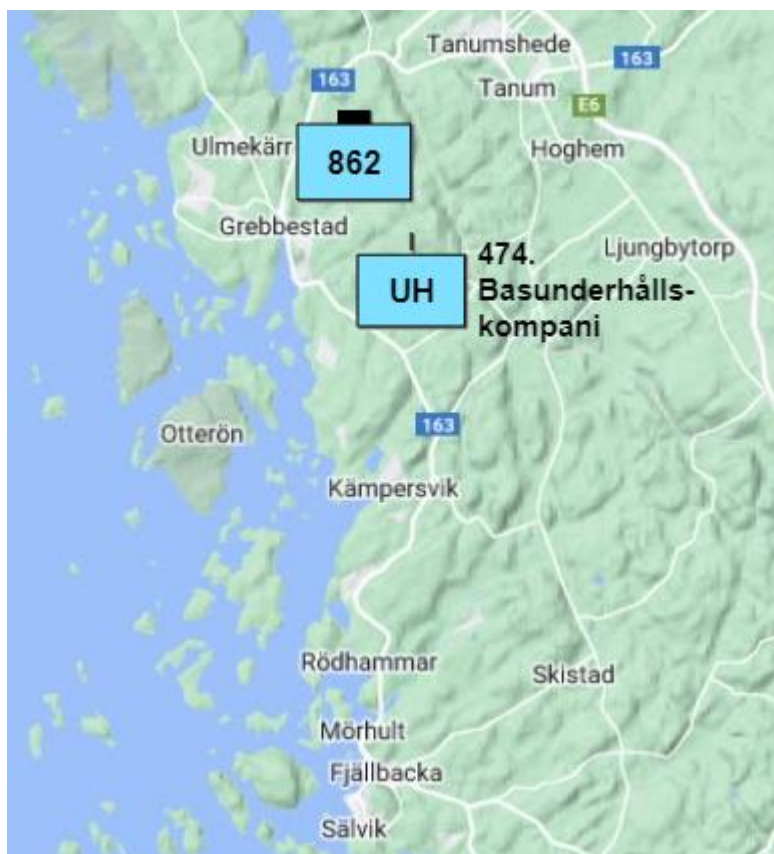 Tanumshede
163
163
Tanum
E6
Ulmekärr
862
Hoghem
Grebbestad
474.
Ljungbytorp
UH
Basunderhålls-
kompani
163
Otterön
Kämpersvik
Rödhammar
Skistad
Mörhult
Fjällbacka
Sälvik